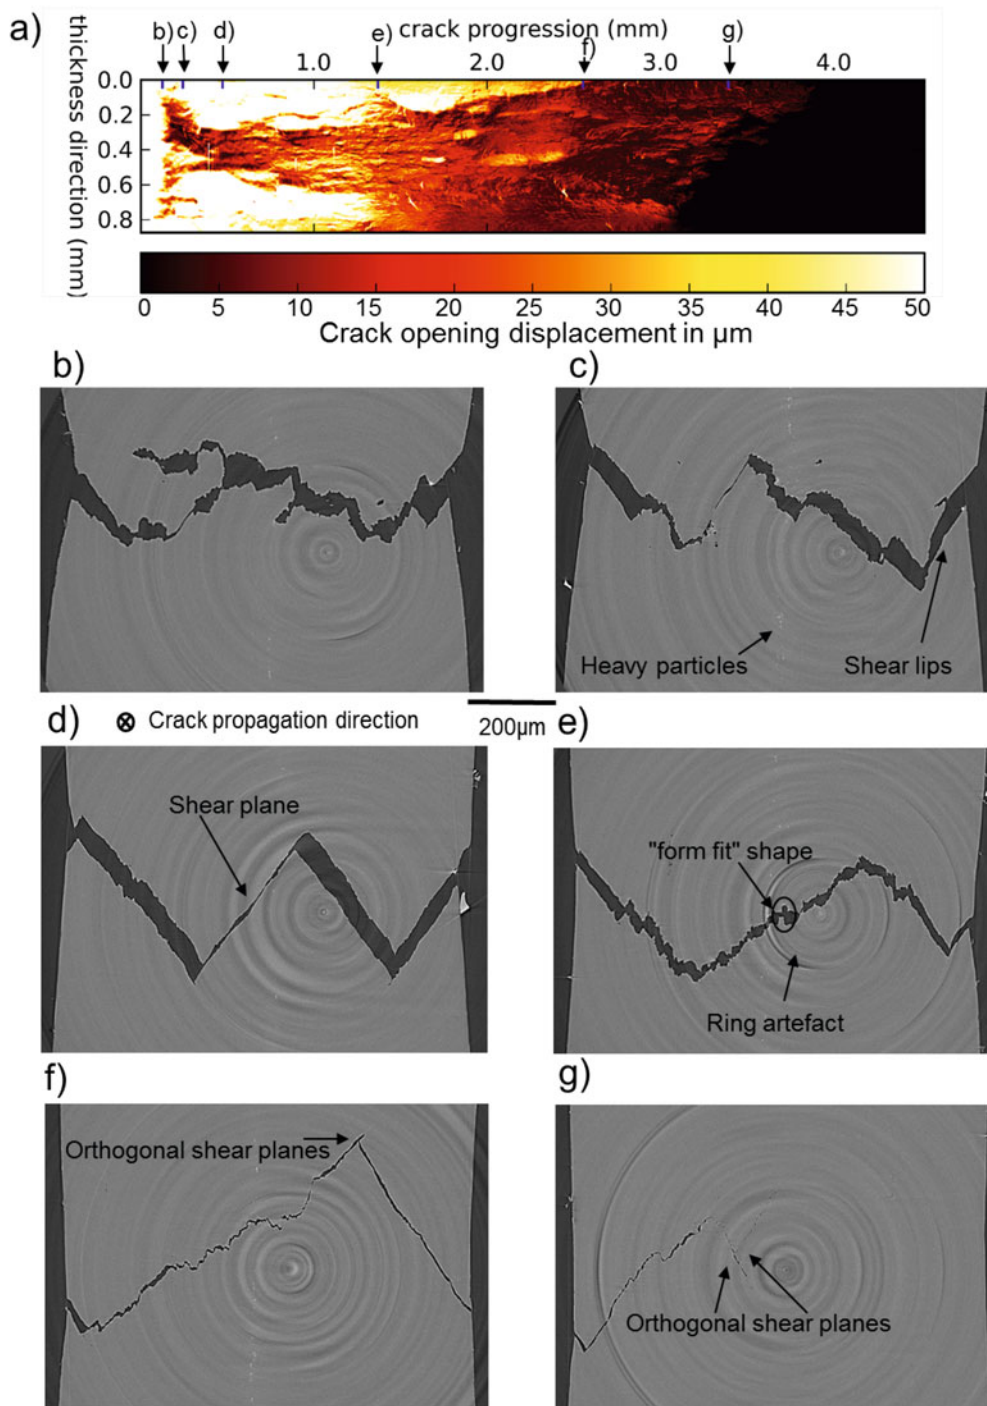 a)
b) c) d) e) crack progression (mm) f) g)
1.0 2.0 3.0 4.0
thickness direction (mm)
0.0
0.2
0.4
0.6
0.8
0 5 10 15 20 25 30 35 40 45 50
Crack opening displacement in µm
b) c)
Heavy particles Shear lips
d) ⊗ Crack propagation direction 200µm e)
Shear plane
"form fit" shape
Ring artefact
f) g)
Orthogonal shear planes
Orthogonal shear planes